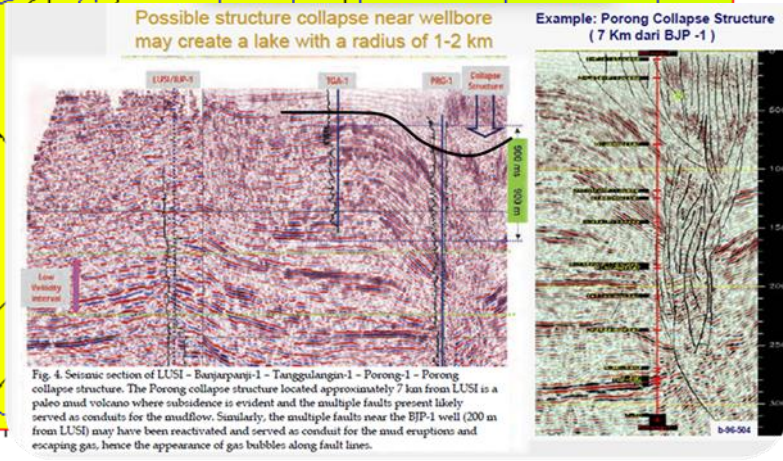 Possible structure collapse near wellbore
may create a lake with a radius of 1-2 km
Example: Porong Collapse Structure
( 7 Km dari BJP -1 )
LUSI/BJP-1
TGA-1
PRG-1
Collapse
Structure
900 m
Low
Velocity
interval
b-96-504
Fig. 4. Seismic section of LUSI – Banjarpanji-1 – Tanggulangin-1 – Porong-1 – Porong
collapse structure. The Porong collapse structure located approximately 7 km from LUSI is a
paleo mud volcano where subsidence is evident and the multiple faults present likely
served as conduits for the mudflow. Similarly, the multiple faults near the BJP-1 well (200 m
from LUSI) may have been reactivated and served as conduit for the mud eruptions and
escaping gas, hence the appearance of gas bubbles along fault lines.